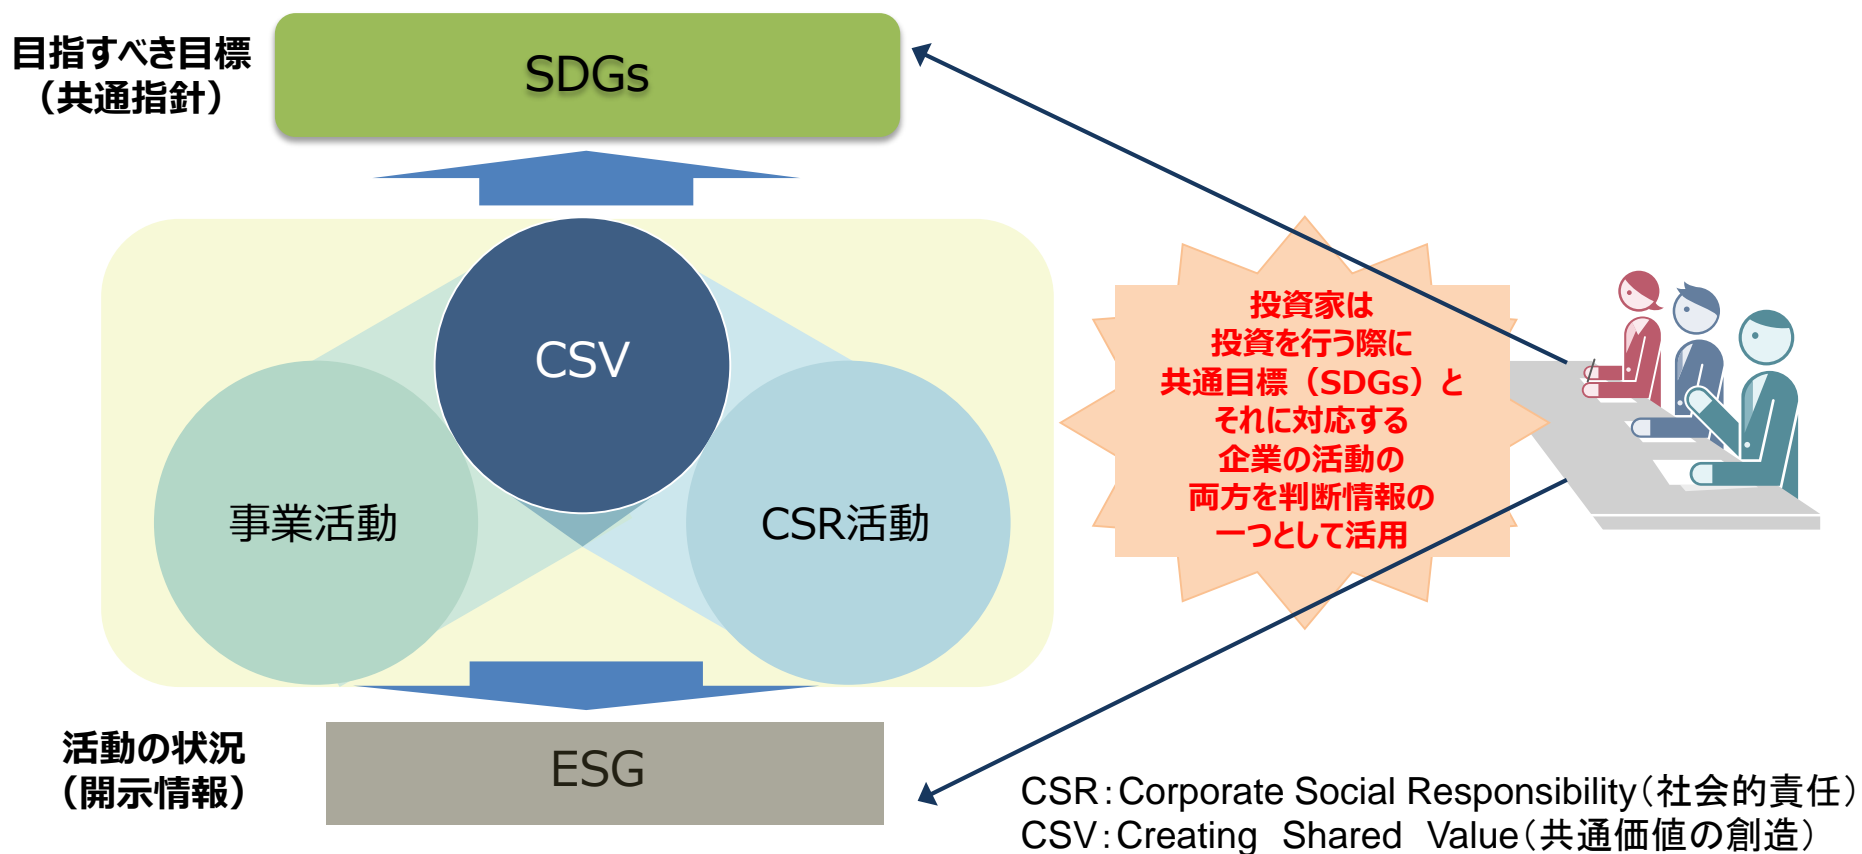 目指すべき目標
（共通指針）
SDGs
CSV
事業活動
CSR活動
投資家は
投資を行う際に
共通目標（SDGs）と
それに対応する
企業の活動の
両方を判断情報の
一つとして活用
活動の状況
（開示情報）
ESG
CSR：Corporate Social Responsibility（社会的責任）
CSV：Creating Shared Value（共通価値の創造）